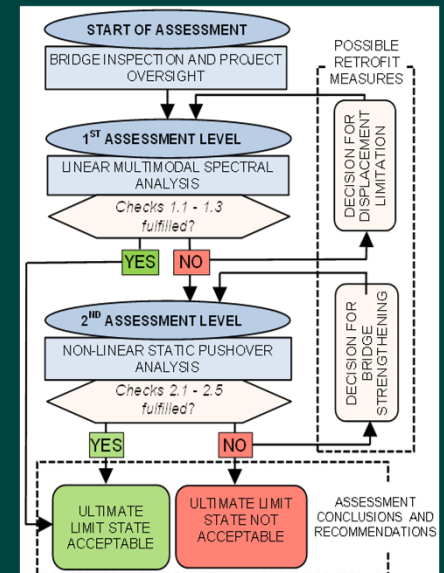 START OF ASSESSMENT
BRIDGE INSPECTION AND PROJECT
OVERSIGHT
POSSIBLE
RETROFIT
MEASURES
1ST ASSESSMENT LEVEL
LINEAR MULTIMODAL SPECTRAL
ANALYSIS
Checks 1.1 - 1.3
fulfilled?
YES
NO
DECISION FOR
DISPLACEMENT
LIMITATION
2ND ASSESSMENT LEVEL
NON-LINEAR STATIC PUSHOVER
ANALYSIS
Checks 2.1 - 2.5
fulfilled?
YES
NO
DECISION FOR
BRIDGE
STRENGTHENING
ULTIMATE
LIMIT STATE
ACCEPTABLE
ULTIMATE LIMIT
STATE NOT
ACCEPTABLE
ASSESSMENT
CONCLUSIONS AND
RECOMMENDATIONS